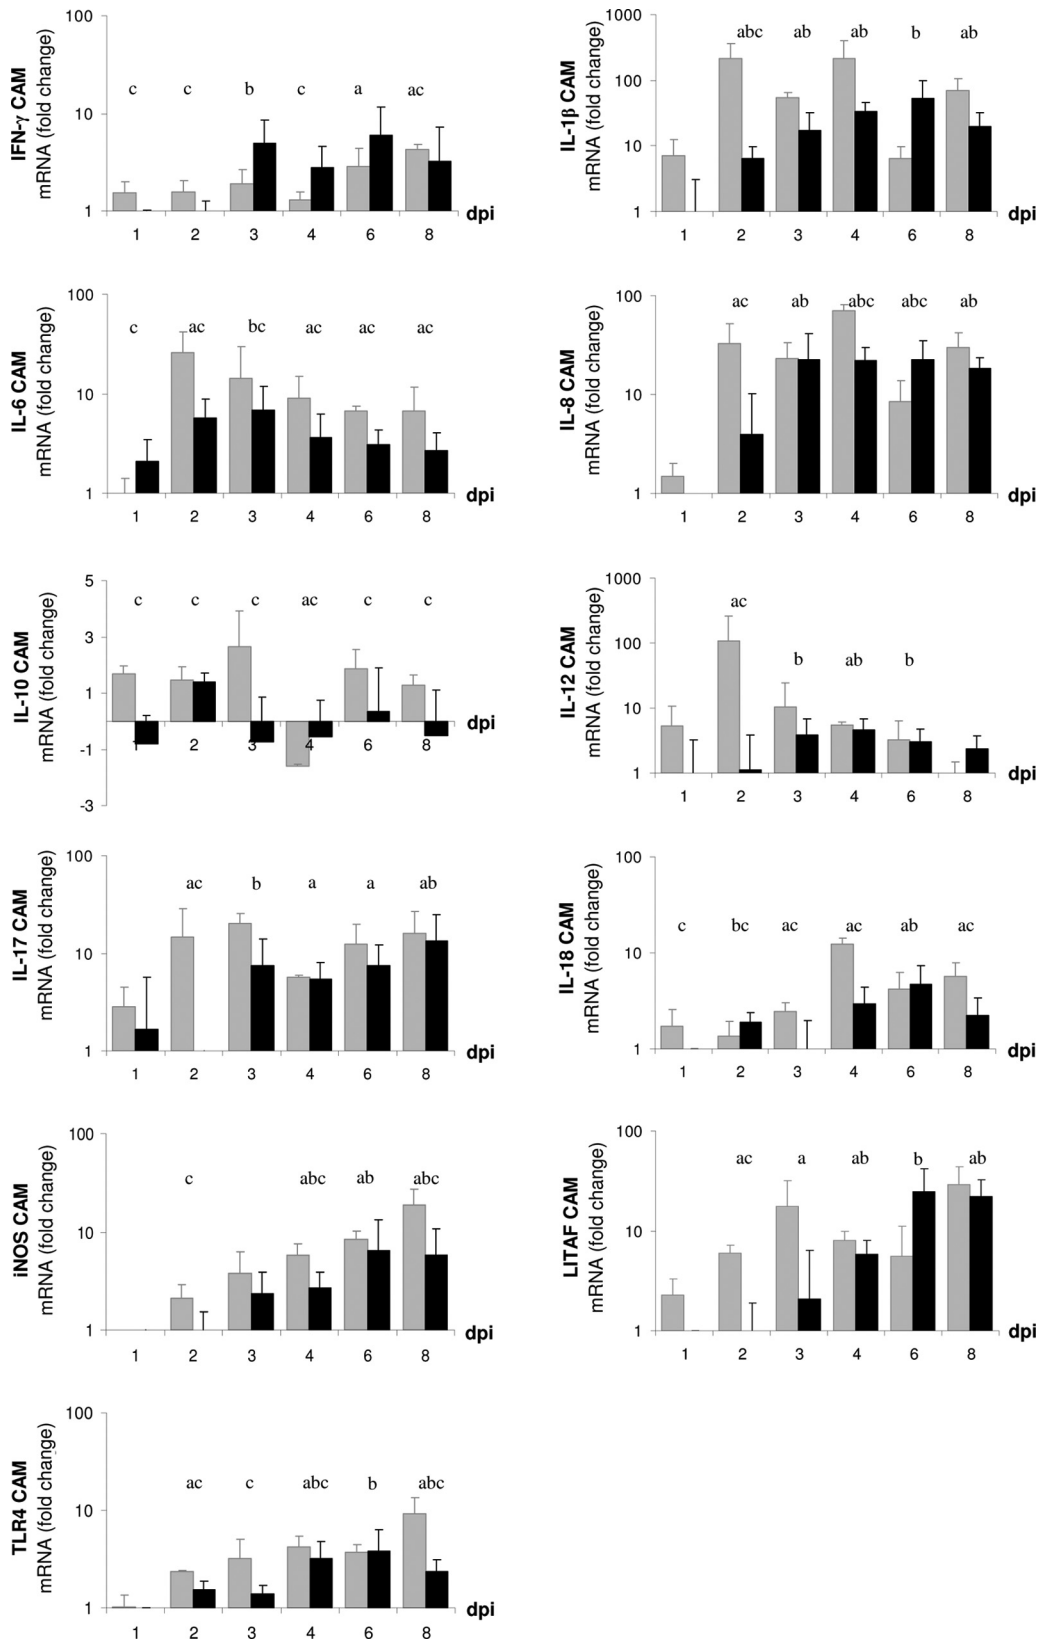 IFN-γ CAM
mRNA (fold change)
100
10
1
c c b c a ac
dpi
1 2 3 4 6 8
IL-1β CAM
mRNA (fold change)
1000
100
10
1
abc ab ab b ab
dpi
1 2 3 4 6 8
IL-6 CAM
mRNA (fold change)
100
10
1
c ac bc ac ac ac
dpi
1 2 3 4 6 8
IL-8 CAM
mRNA (fold change)
100
10
1
ac ab abc abc ab
dpi
1 2 3 4 6 8
IL-10 CAM
mRNA (fold change)
5
3
1
-1
-3
c c c ac c c
dpi
1 2 3 4 6 8
IL-12 CAM
mRNA (fold change)
1000
100
10
1
ac b ab b
dpi
1 2 3 4 6 8
IL-17 CAM
mRNA (fold change)
100
10
1
ac b a a ab
dpi
1 2 3 4 6 8
IL-18 CAM
mRNA (fold change)
100
10
1
c bc ac ac ab ac
dpi
1 2 3 4 6 8
iNOS CAM
mRNA (fold change)
100
10
1
c abc ab abc
dpi
1 2 3 4 6 8
LITAF CAM
mRNA (fold change)
100
10
1
ac a ab b ab
dpi
1 2 3 4 6 8
TLR4 CAM
mRNA (fold change)
100
10
1
ac c abc b abc
dpi
1 2 3 4 6 8